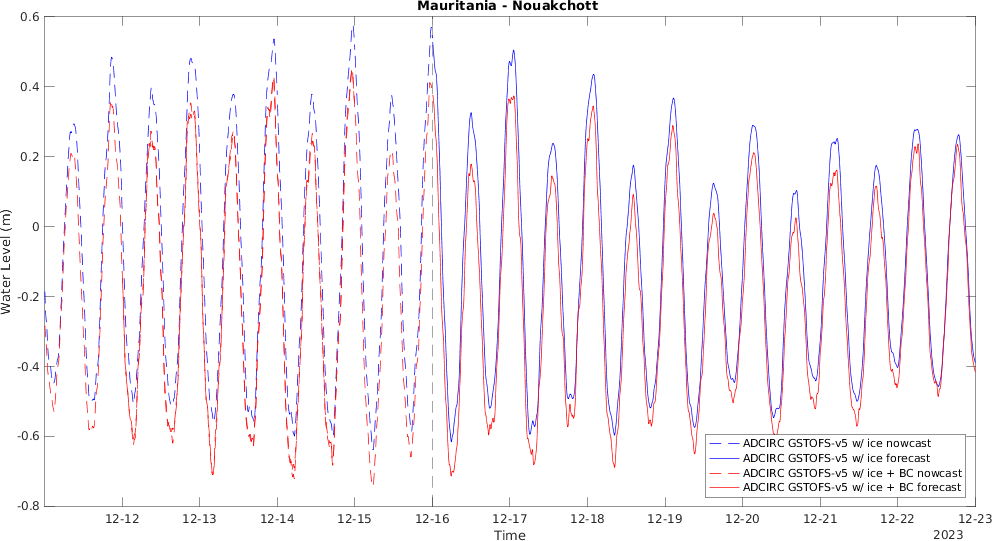 Mauritania - Nouakchott
Water Level (m)
0.6
0.4
0.2
0
-0.2
-0.4
-0.6
-0.8
ADCIRC GSTOFS-v5 w/ ice nowcast
ADCIRC GSTOFS-v5 w/ ice forecast
ADCIRC GSTOFS-v5 w/ ice + BC nowcast
ADCIRC GSTOFS-v5 w/ ice + BC forecast
12-12 12-13 12-14 12-15 12-16 12-17 12-18 12-19 12-20 12-21 12-22 12-23
Time
2023